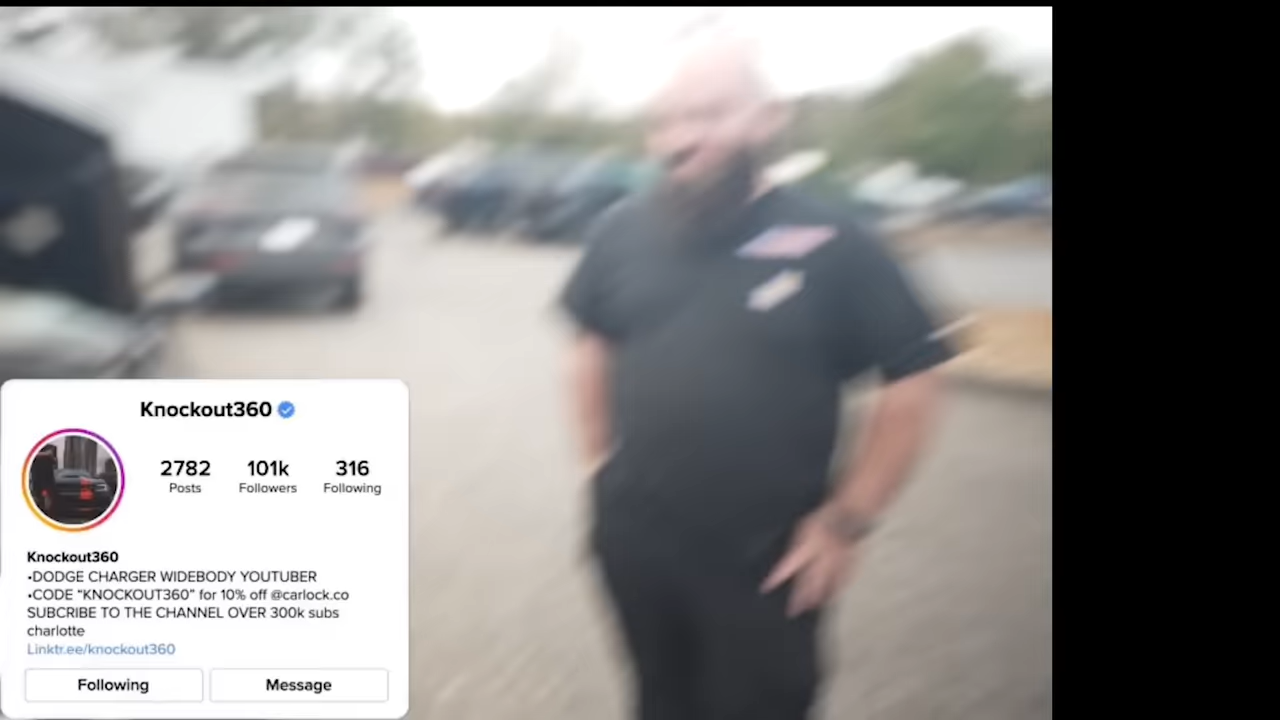 Knockout360
2782 101k 316
Posts Followers Following
Knockout360
•DODGE CHARGER WIDEBODY YOUTUBER
•CODE “KNOCKOUT360” for 10% off @carlock.co
SUBCRIBE TO THE CHANNEL OVER 300k subs
charlotte
Linktr.ee/knockout360
Following Message